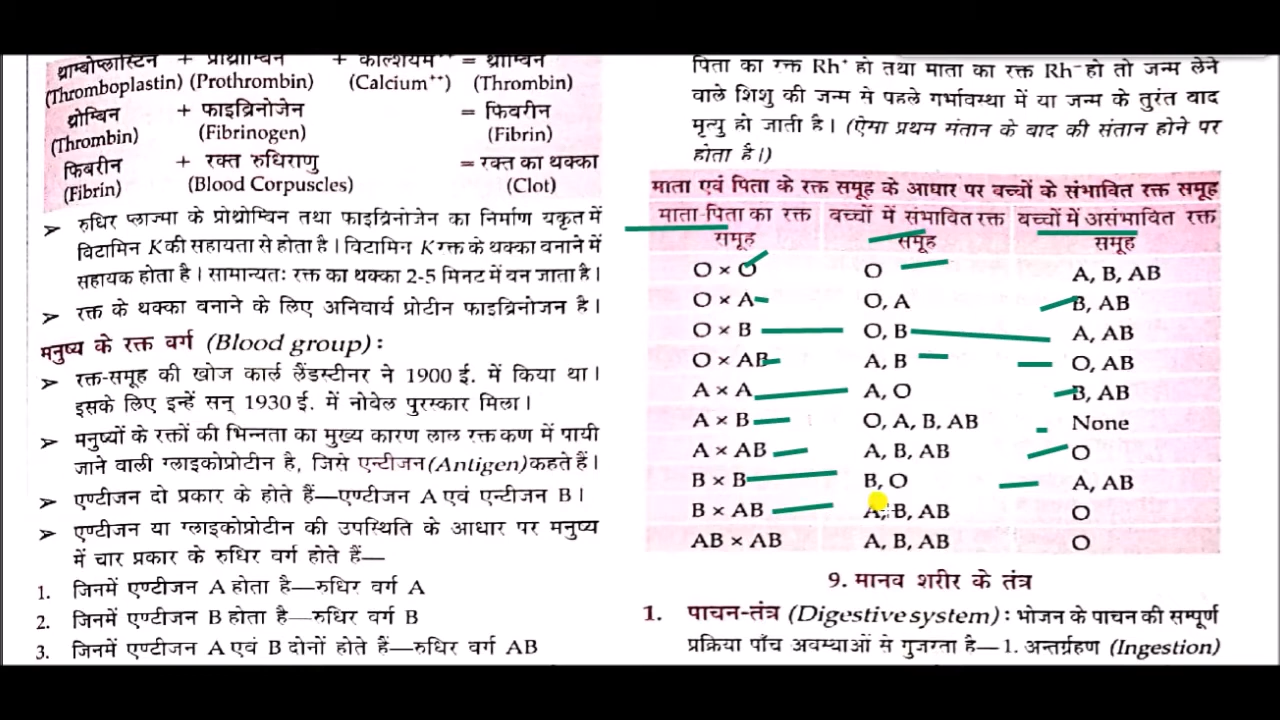 थ्राम्बोप्लास्टिन + प्रोथ्रोम्बिन + कैल्शियम⁺⁺ = थ्रोम्बिन
(Thromboplastin) (Prothrombin) (Calcium⁺⁺) (Thrombin)
थ्रोम्बिन + फाइब्रिनोजेन = फिबरीन
(Thrombin) (Fibrinogen) (Fibrin)
फिबरीन + रक्त रुधिराणु = रक्त का थक्का
(Fibrin) (Blood Corpuscles) (Clot)
➤ रुधिर प्लाज्मा के प्रोथ्रोम्बिन तथा फाइब्रिनोजेन का निर्माण यकृत में
विटामिन K की सहायता से होता है। विटामिन K रक्त के थक्का बनाने में
सहायक होता है। सामान्यतः रक्त का थक्का 2-5 मिनट में बन जाता है।
➤ रक्त के थक्का बनाने के लिए अनिवार्य प्रोटीन फाइब्रिनोजन है।
मनुष्य के रक्त वर्ग (Blood group) :
➤ रक्त-समूह की खोज कार्ल लैंडस्टीनर ने 1900 ई. में किया था।
इसके लिए इन्हें सन् 1930 ई. में नोबेल पुरस्कार मिला।
➤ मनुष्यों के रक्तों की भिन्नता का मुख्य कारण लाल रक्त कण में पायी
जाने वाली ग्लाइकोप्रोटीन है, जिसे एन्टीजन (Antigen) कहते हैं।
➤ एण्टीजन दो प्रकार के होते हैं—एण्टीजन A एवं एन्टीजन B।
➤ एण्टीजन या ग्लाइकोप्रोटीन की उपस्थिति के आधार पर मनुष्य
में चार प्रकार के रुधिर वर्ग होते हैं—
1. जिनमें एण्टीजन A होता है—रुधिर वर्ग A
2. जिनमें एण्टीजन B होता है—रुधिर वर्ग B
3. जिनमें एण्टीजन A एवं B दोनों होते हैं—रुधिर वर्ग AB
पिता का रक्त Rh⁺ हो तथा माता का रक्त Rh⁻ हो तो जन्म लेने
वाले शिशु की जन्म से पहले गर्भावस्था में या जन्म के तुरंत बाद
मृत्यु हो जाती है। (ऐसा प्रथम संतान के बाद की संतान होने पर
होता है।)
माता एवं पिता के रक्त समूह के आधार पर बच्चों के संभावित रक्त समूह
माता-पिता का रक्त बच्चों में संभावित रक्त बच्चों में असंभावित रक्त
समूह समूह समूह
O × O O A, B, AB
O × A O, A B, AB
O × B O, B A, AB
O × AB A, B O, AB
A × A A, O B, AB
A × B O, A, B, AB None
A × AB A, B, AB O
B × B B, O A, AB
B × AB A, B, AB O
AB × AB A, B, AB O
9. मानव शरीर के तंत्र
1. पाचन-तंत्र (Digestive system) : भोजन के पाचन की सम्पूर्ण
प्रक्रिया पाँच अवस्थाओं से गुजरता है— 1. अन्तर्ग्रहण (Ingestion)